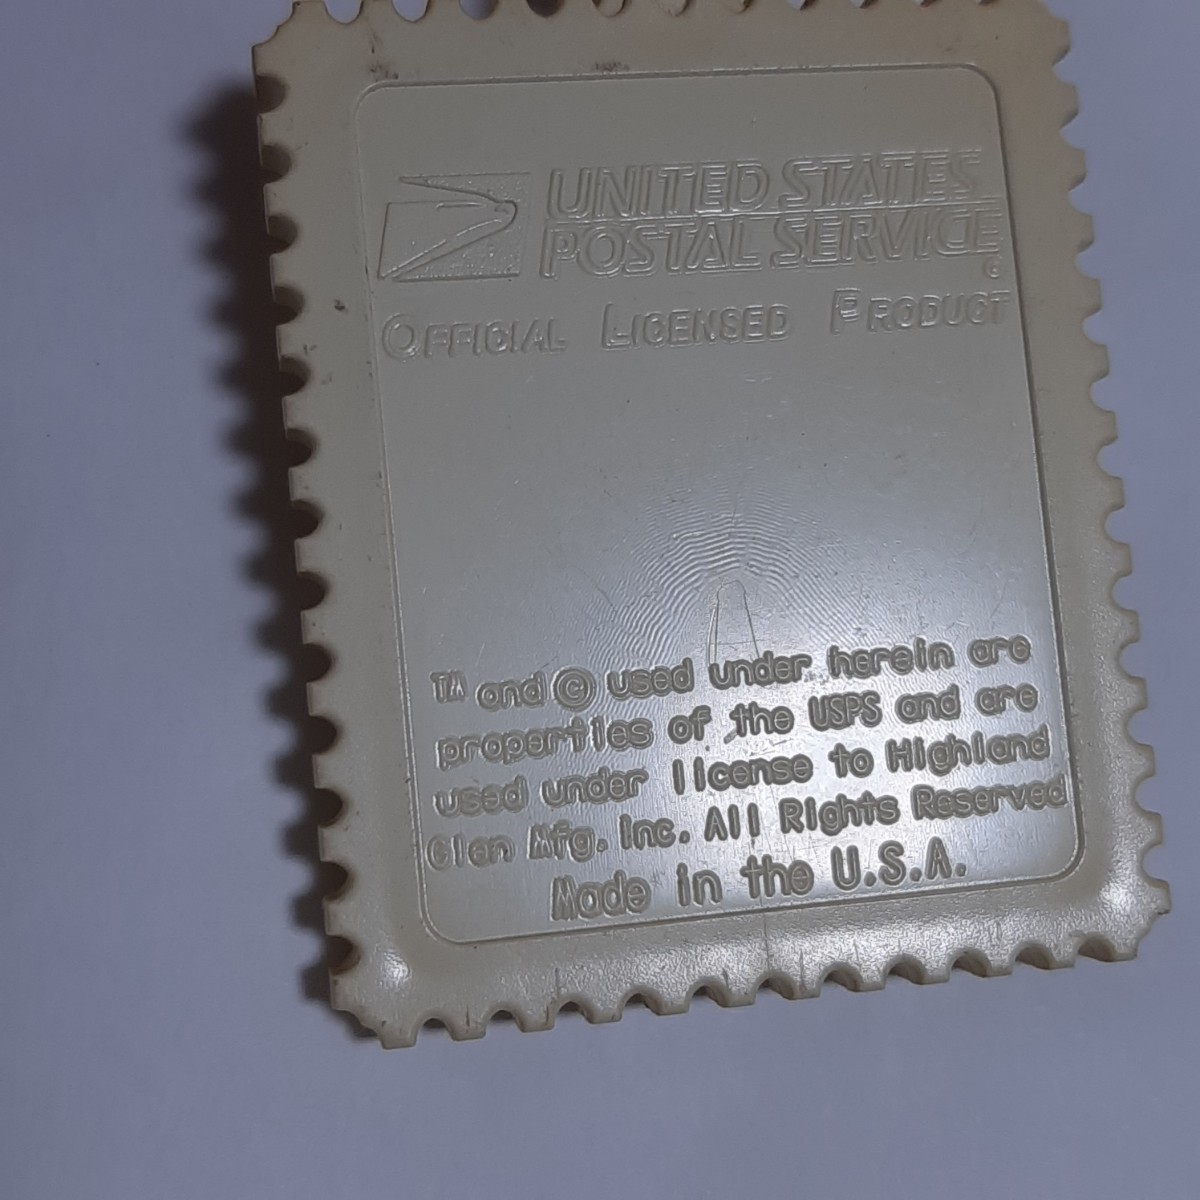 UNITED STATES
POSTAL SERVICE
OFFICIAL LICENSED PRODUCT
™ and © used under herein are
properties of the USPS and are
used under license to Highland
Glen Mfg. Inc. All Rights Reserved
Made in the U.S.A.